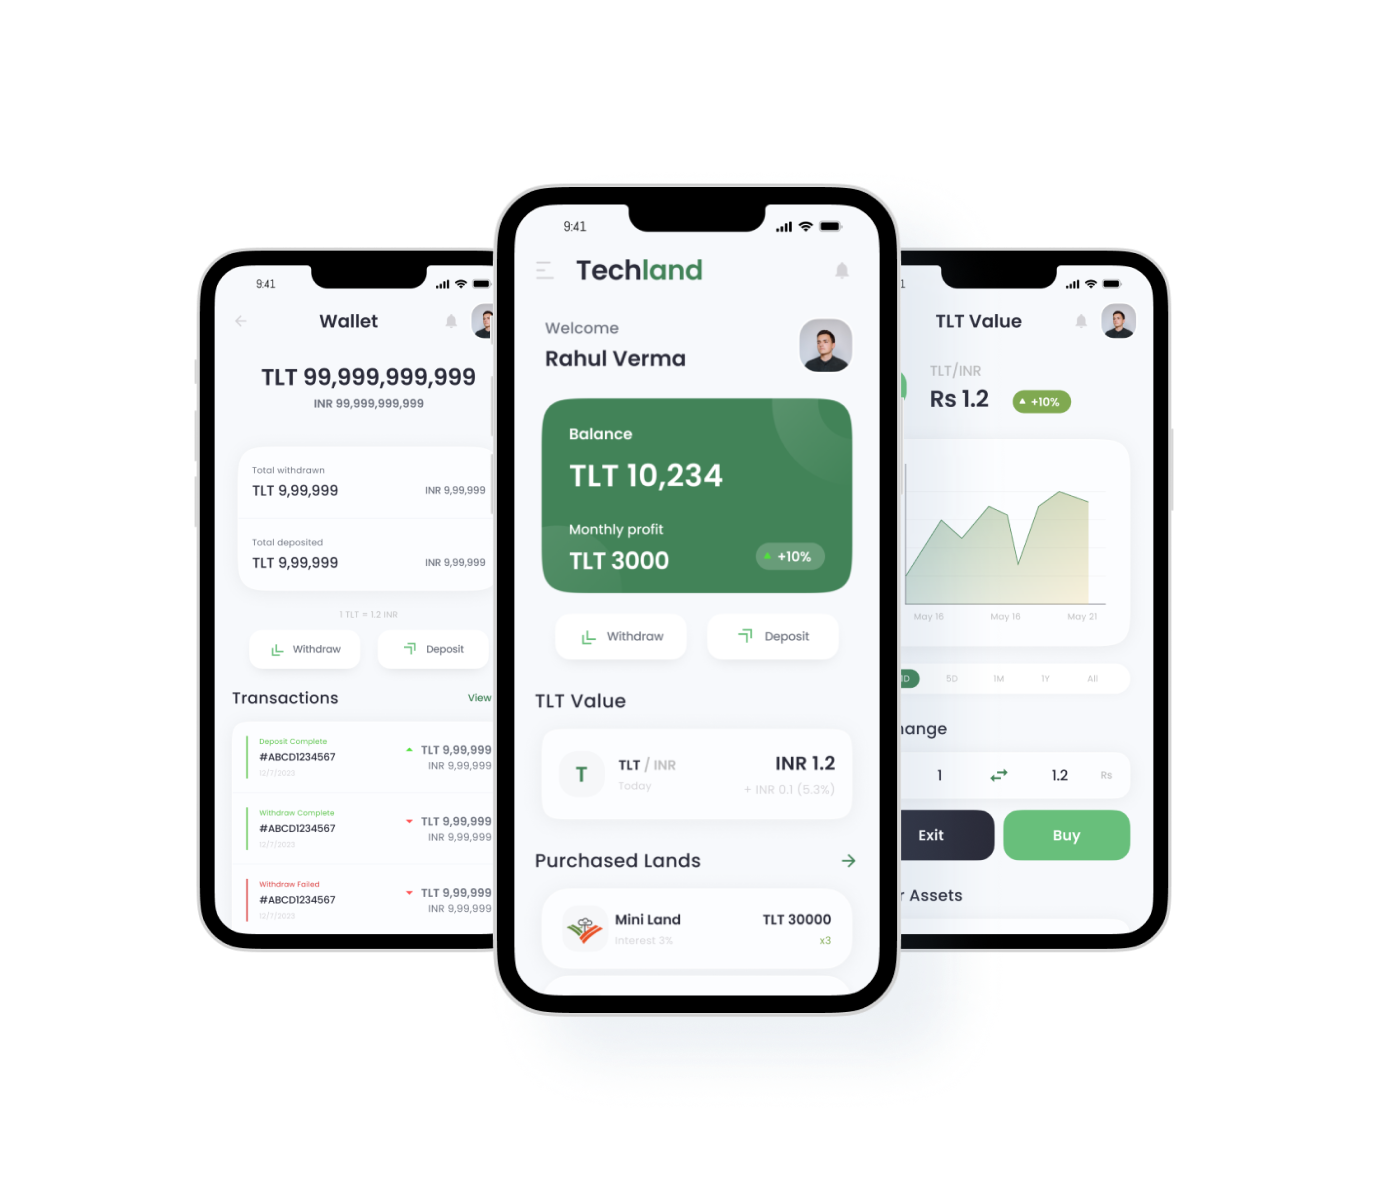 9:41
Wallet
TLT 99,999,999,999
INR 99,999,999,999
Total withdrawn
TLT 9,99,999 INR 9,99,999
Total deposited
TLT 9,99,999 INR 9,99,999
1 TLT = 1.2 INR
Withdraw Deposit
Transactions View
Deposit Complete
#ABCD1234567 TLT 9,99,999
12/7/2023 INR 9,99,999
Withdraw Complete
#ABCD1234567 TLT 9,99,999
12/7/2023 INR 9,99,999
Withdraw Failed
#ABCD1234567 TLT 9,99,999
12/7/2023 INR 9,99,999
9:41
Techland
Welcome
Rahul Verma
Balance
TLT 10,234
Monthly profit
TLT 3000 +10%
Withdraw Deposit
TLT Value
T TLT / INR INR 1.2
Today + INR 0.1 (5.3%)
Purchased Lands
Mini Land TLT 30000
Interest 3% x3
TLT Value
TLT/INR
Rs 1.2 +10%
May 16 May 16 May 21
D 5D 1M 1Y All
ange
1 1.2 Rs
Exit Buy
r Assets